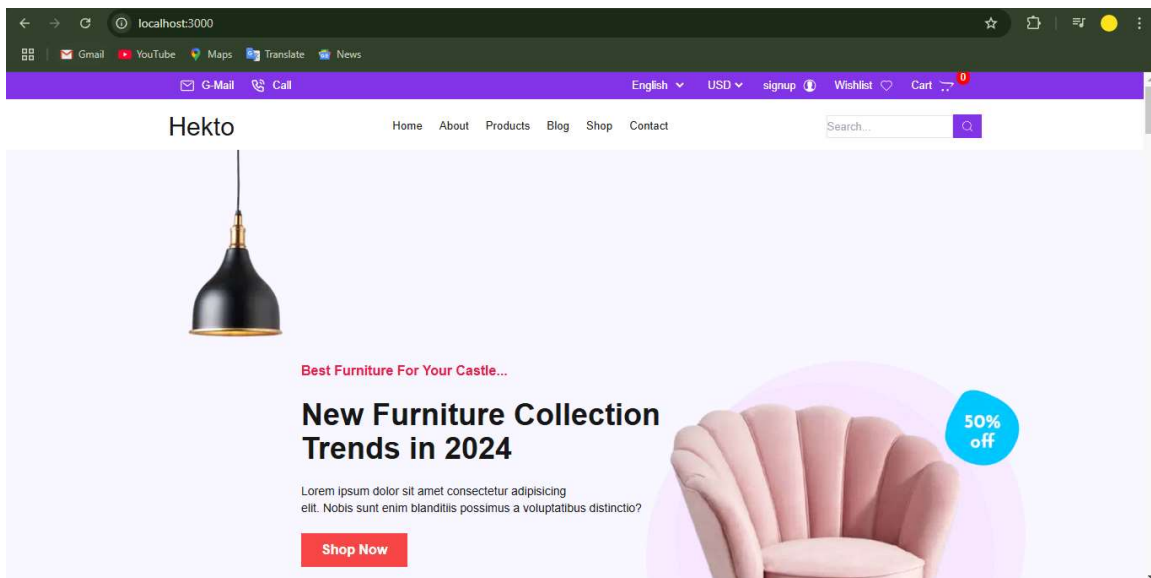 localhost:3000
Gmail YouTube Maps Translate News
G-Mail Call English USD signup Wishlist Cart 0
Hekto Home About Products Blog Shop Contact Search...
Best Furniture For Your Castle...
New Furniture Collection
Trends in 2024
50%
off
Lorem ipsum dolor sit amet consectetur adipisicing
elit. Nobis sunt enim blanditiis possimus a voluptatibus distinctio?
Shop Now